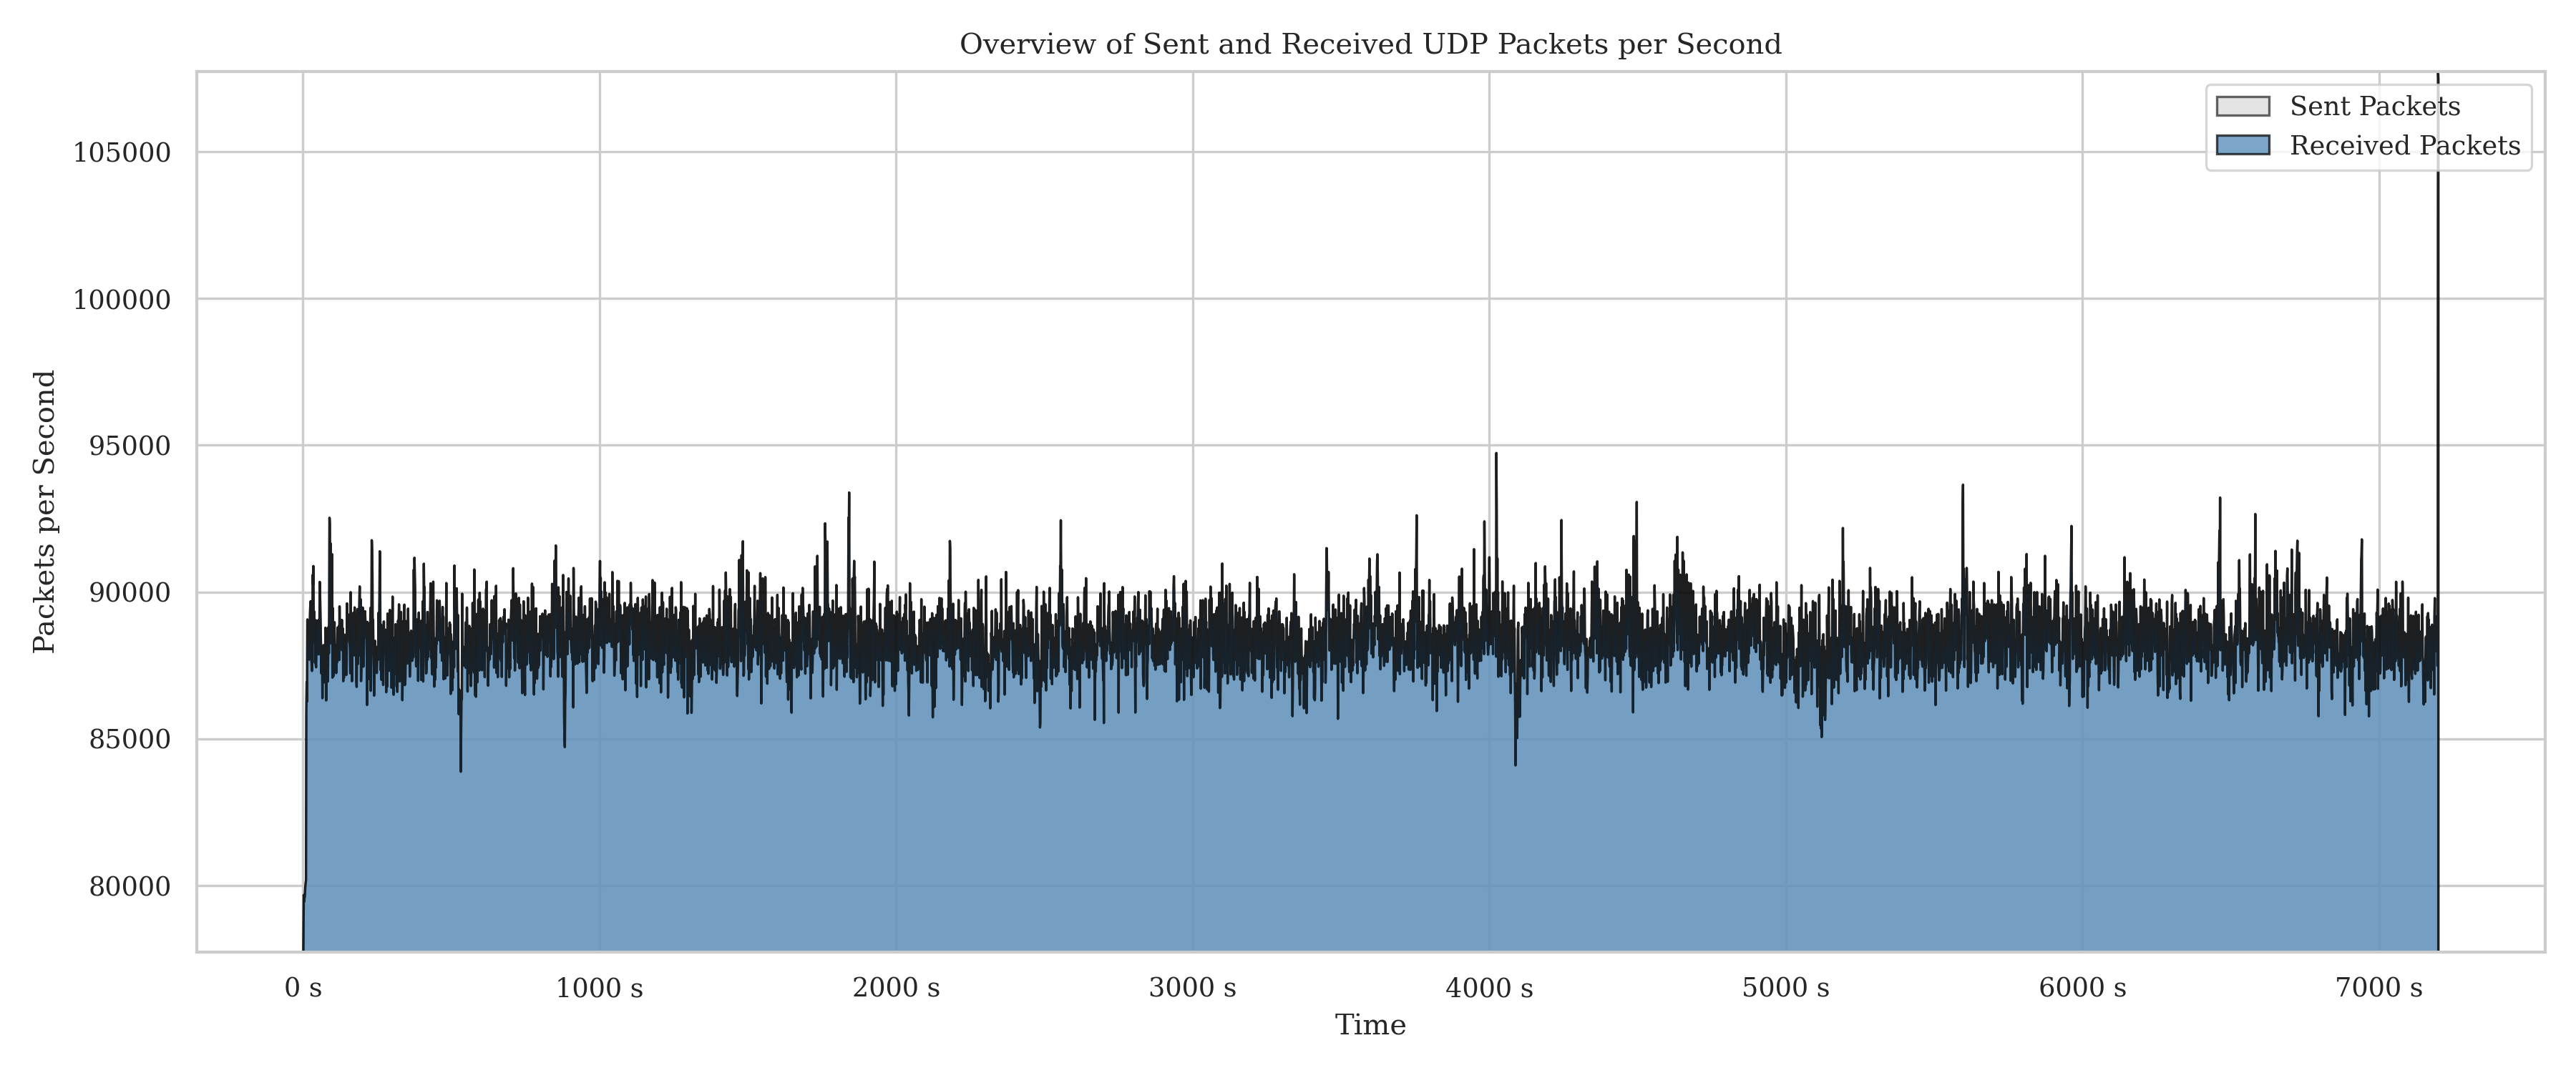 Overview of Sent and Received UDP Packets per Second
Sent Packets
Received Packets
Packets per Second
105000
100000
95000
90000
85000
80000
0 s
1000 s
2000 s
3000 s
4000 s
5000 s
6000 s
7000 s
Time